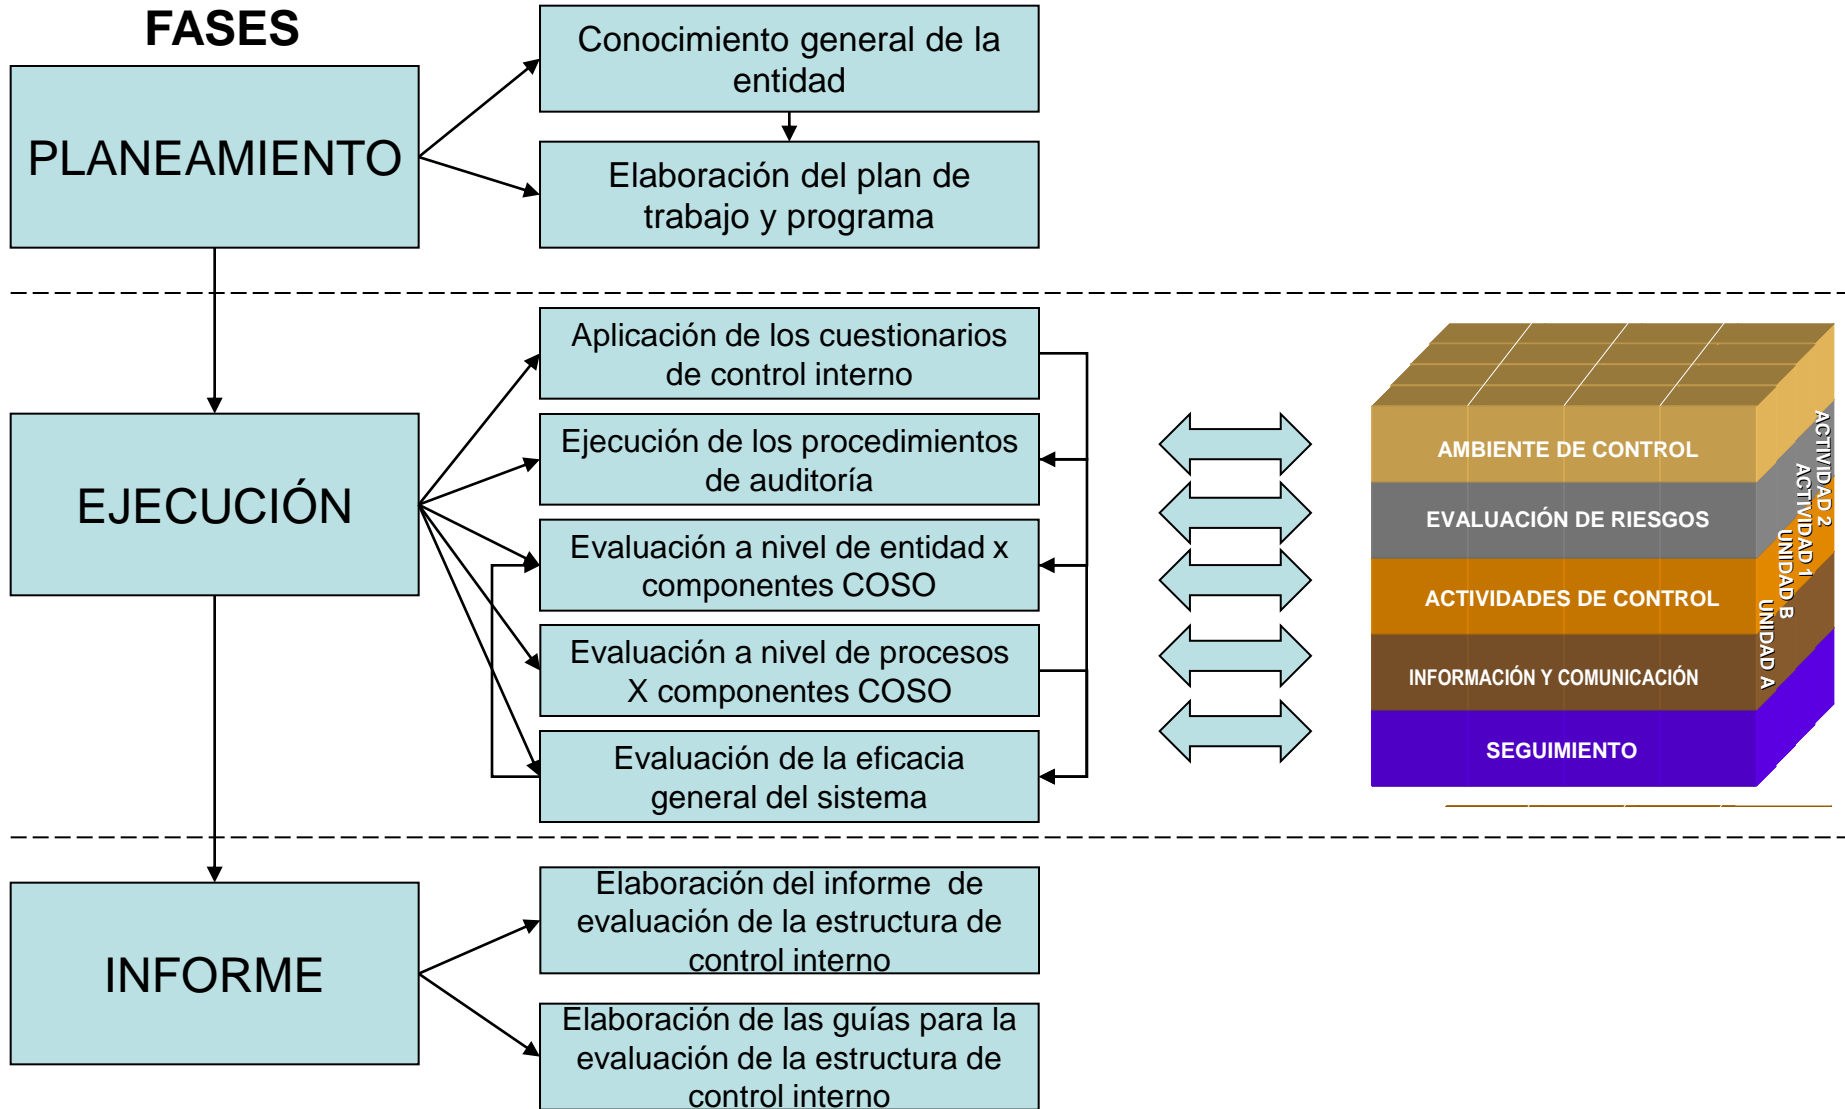 FASES
PLANEAMIENTO
Conocimiento general de la
entidad
Elaboración del plan de
trabajo y programa
EJECUCIÓN
Aplicación de los cuestionarios
de control interno
Ejecución de los procedimientos
de auditoría
Evaluación a nivel de entidad x
componentes COSO
Evaluación a nivel de procesos
X componentes COSO
Evaluación de la eficacia
general del sistema
AMBIENTE DE CONTROL
EVALUACIÓN DE RIESGOS
ACTIVIDADES DE CONTROL
INFORMACIÓN Y COMUNICACIÓN
SEGUIMIENTO
UNIDAD A
UNIDAD B
ACTIVIDAD 1
ACTIVIDAD 2
INFORME
Elaboración del informe  de
evaluación de la estructura de
control interno
Elaboración de las guías para la
evaluación de la estructura de
control interno